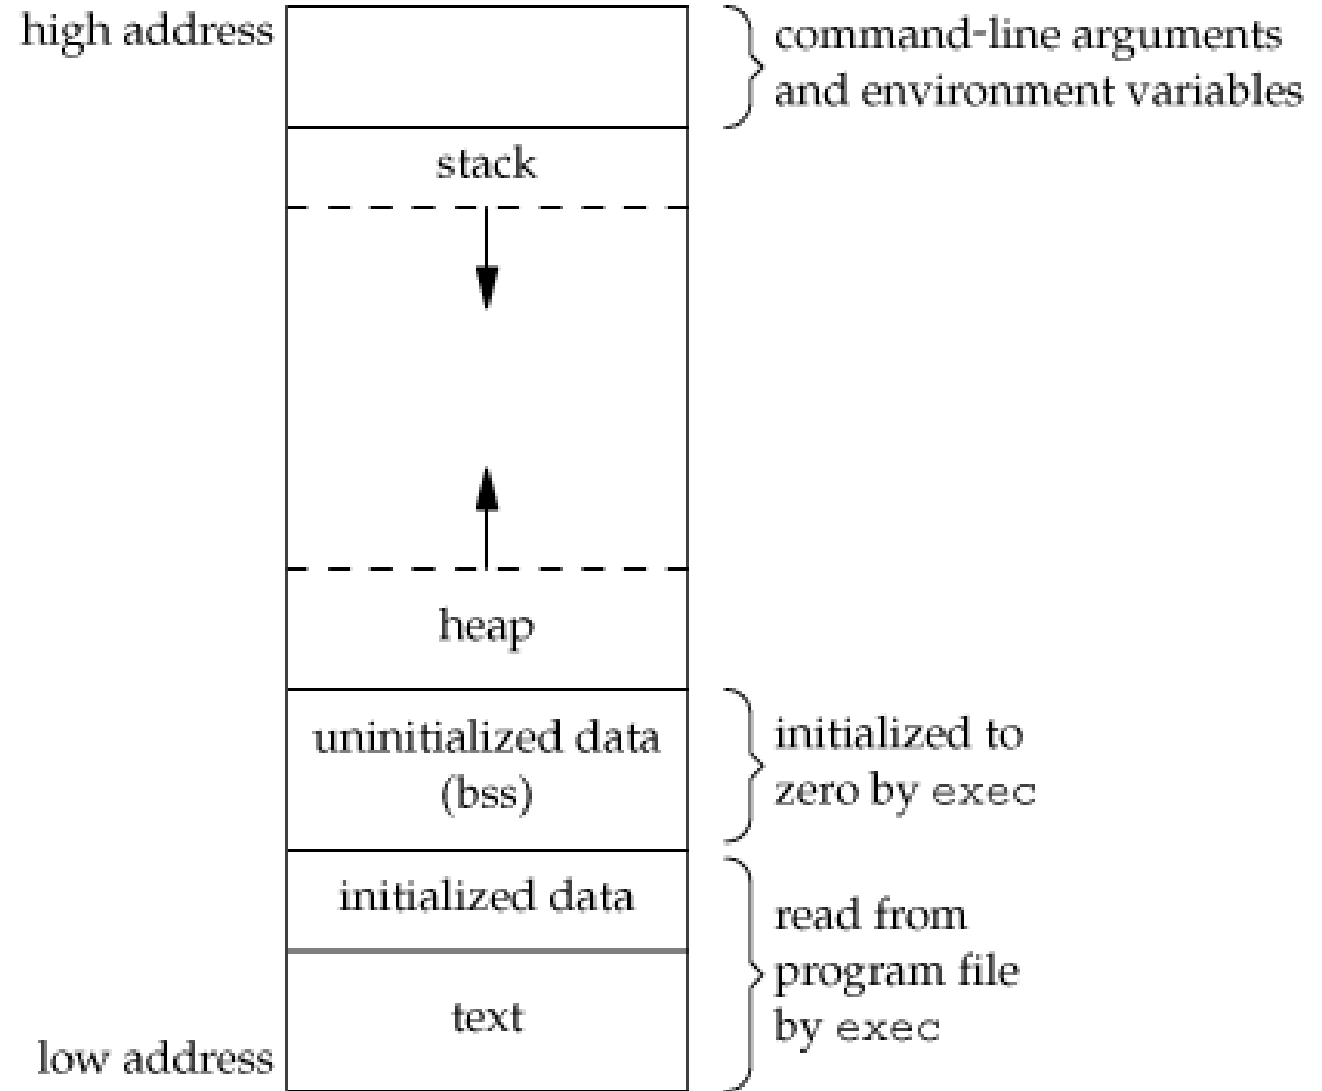 high address
command-line arguments
and environment variables
stack
heap
uninitialized data
(bss)
initialized to
zero by exec
initialized data
read from
program file
by exec
text
low address